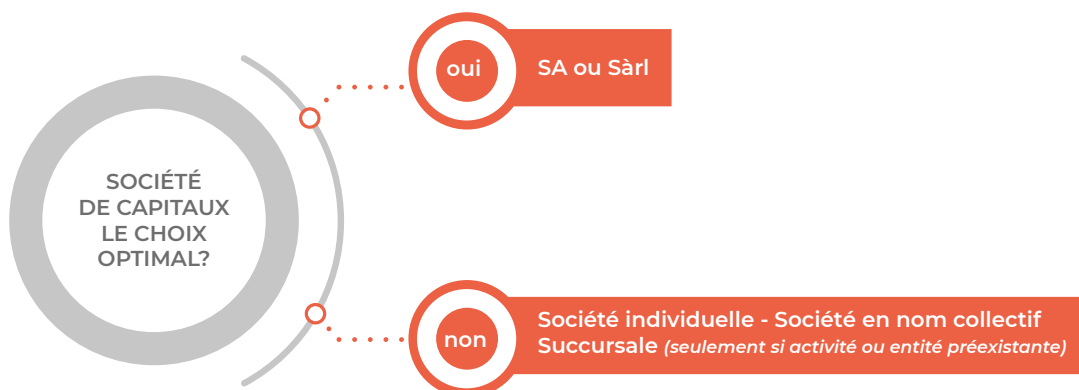 SOCIÉTÉ
DE CAPITAUX
LE CHOIX
OPTIMAL?
oui
SA ou Sàrl
non
Société individuelle - Société en nom collectif
Succursale (seulement si activité ou entité préexistante)